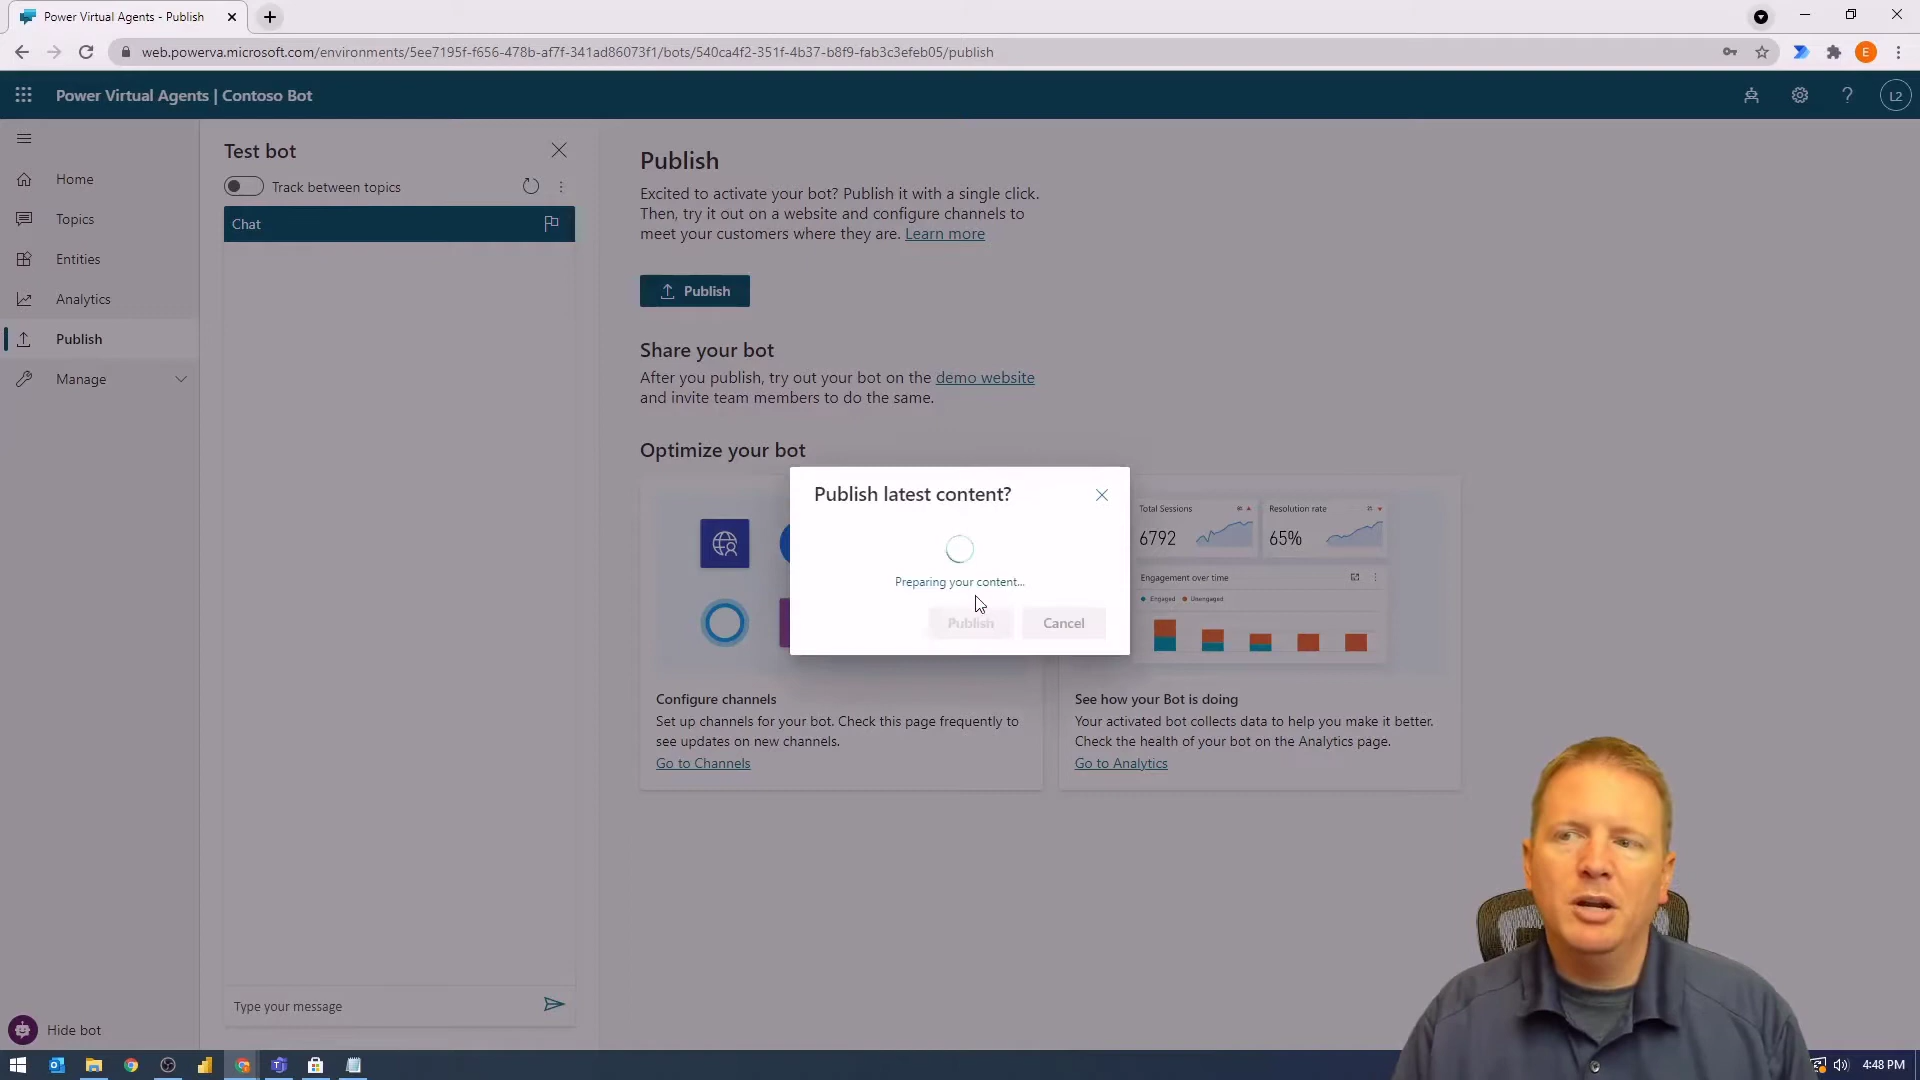 Power Virtual Agents - Publish
web.powerva.microsoft.com/environments/5ee7195f-f656-478b-af7f-341ad86073f1/bots/540ca4f2-351f-4b37-b8f9-fab3c3efeb05/publish
E
Power Virtual Agents | Contoso Bot
?
L2
Home
Topics
Entities
Analytics
Publish
Manage
Hide bot
Test bot
Track between topics
Chat
Type your message
Publish
Excited to activate your bot? Publish it with a single click.
Then, try it out on a website and configure channels to
meet your customers where they are. Learn more
Publish
Share your bot
After you publish, try out your bot on the demo website
and invite team members to do the same.
Optimize your bot
Publish latest content?
Preparing your content...
Publish
Cancel
Total Sessions
6792
Resolution rate
65%
Engagement over time
Engaged
Unengaged
Configure channels
Set up channels for your bot. Check this page frequently to
see updates on new channels.
Go to Channels
See how your Bot is doing
Your activated bot collects data to help you make it better.
Check the health of your bot on the Analytics page.
Go to Analytics
4:48 PM